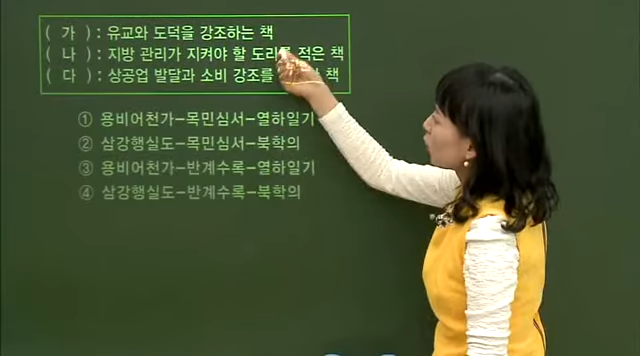 ( 가 ) : 유교와 도덕을 강조하는 책
( 나 ) : 지방 관리가 지켜야 할 도리를 적은 책
( 다 ) : 상공업 발달과 소비 강조를 책
① 용비어천가-목민심서-열하일기
② 삼강행실도-목민심서-북학의
③ 용비어천가-반계수록-열하일기
④ 삼강행실도-반계수록-북학의